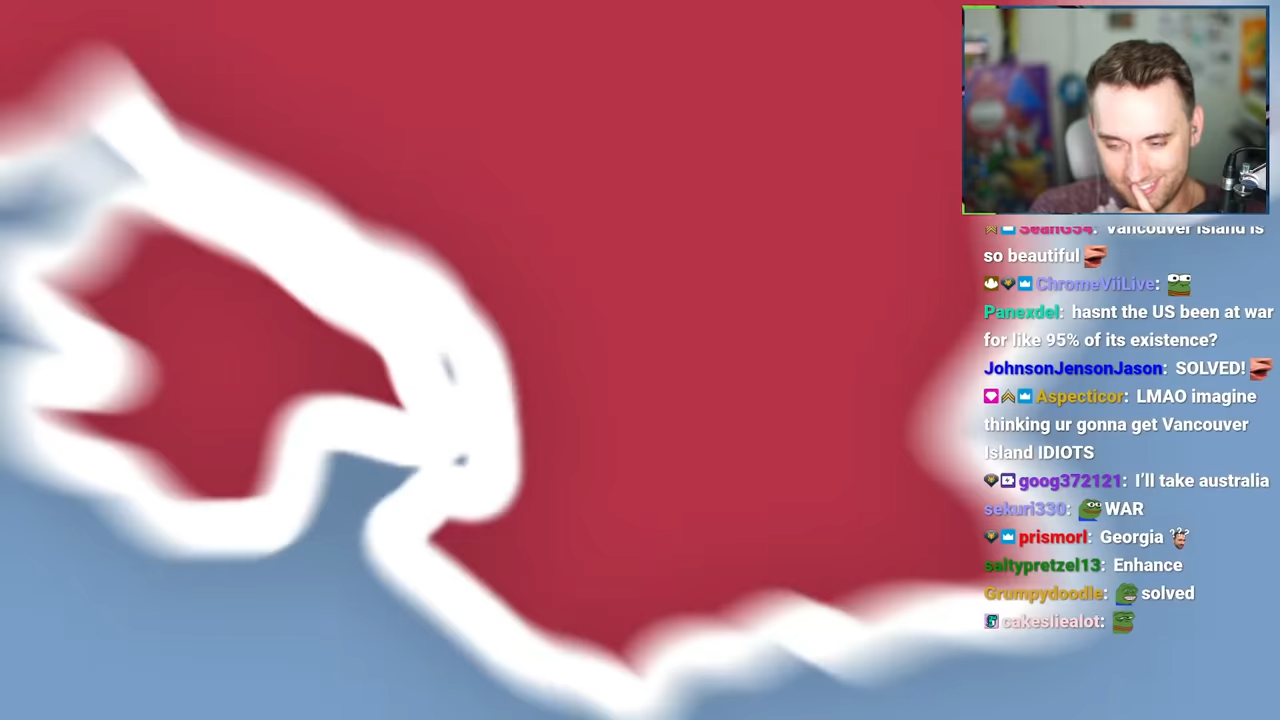 SeanG54: Vancouver Island is
so beautiful
ChromeViiLive:
Panexdel: hasnt the US been at war
for like 95% of its existence?
JohnsonJensonJason: SOLVED!
Aspecticor: LMAO imagine
thinking ur gonna get Vancouver
Island IDIOTS
goog372121: I'll take australia
sekuri330: WAR
prismorl: Georgia
saltypretzel13: Enhance
Grumpydoodle: solved
cakesliealot: